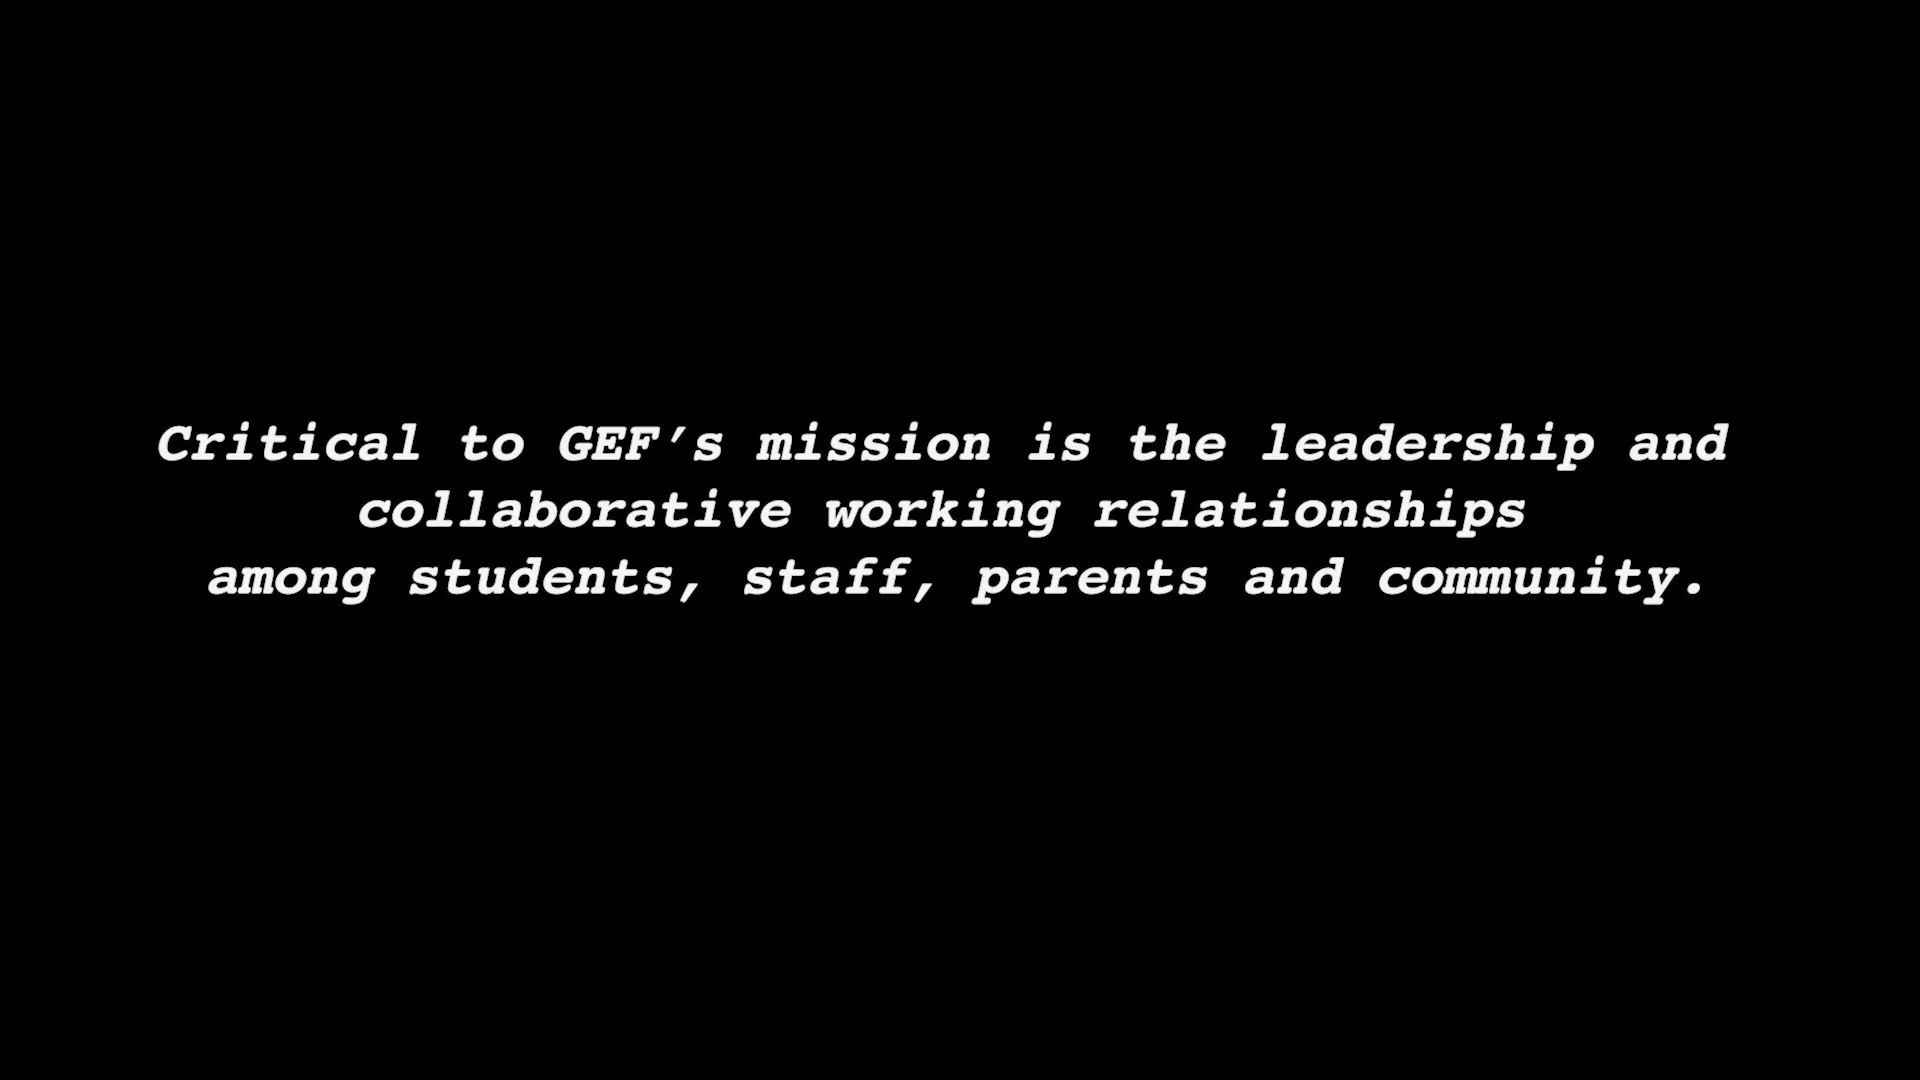 Critical to GEF’s mission is the leadership and
collaborative working relationships
among students, staff, parents and community.